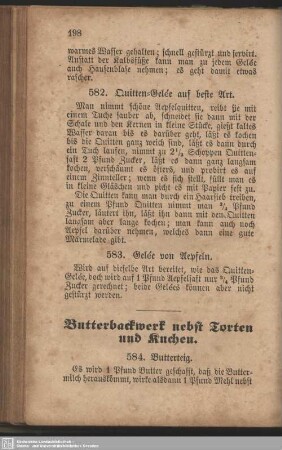 198
warmes Wasser gehalten; schnell gestürzt und servirt.
Anstatt der Kalbsfüße kann man zu jedem Gelée
auch Hausenblase nehmen; es geht damit etwas
rascher.
582. Quitten-Gelée auf beste Art.
Man nimmt schöne Aepfelquitten, reibt sie mit
einem Tuche sauber ab, schneidet sie dann mit der
Schale und den Kernen in kleine Stücke, gießt kaltes
Wasser daran bis es darüber geht, läßt es kochen
bis die Quitten ganz weich sind, läßt es dann durch
ein Tuch laufen, nimmt zu 2¼ Schoppen Quitten-
saft 2 Pfund Zucker, läßt es dann ganz langsam
kochen, verschäumt es öfters, und probirt es auf
einem Zinnteller; wenn es sich stellt, füllt man es
in kleine Gläschen und picht es mit Papier fest zu.
Die Quitten kann man durch ein Haarsieb treiben,
zu einem Pfund Quitten nimmt man ¾ Pfund
Zucker, läutert ihn, läßt ihn dann mit den Quitten
langsam aber lange kochen; man kann auch noch
Aepfel darüber nehmen, welches dann eine gute
Marmelade gibt.
583. Gelée von Aepfeln.
Wird auf dieselbe Art bereitet, wie das Quitten-
Gelée, doch wird auf 1 Pfund Aepfelsaft nur ¾ Pfund
Zucker gerechnet; beide Gelées können aber nicht
gestürzt werden.
Butterbackwerk nebst Torten
und Kuchen.
584. Butterteig.
Es wird 1 Pfund Butter geschafft, daß die Butter-
milch herauskömmt, wirke alsdann 1 Pfund Mehl nebst